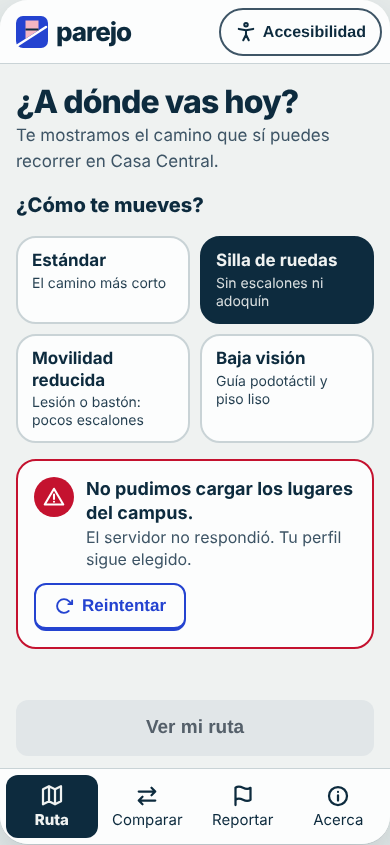 parejo
Accesibilidad
¿A dónde vas hoy?
Te mostramos el camino que sí puedes
recorrer en Casa Central.
¿Cómo te mueves?
Estándar
El camino más corto
Silla de ruedas
Sin escalones ni
adoquín
Movilidad
reducida
Lesión o bastón:
pocos escalones
Baja visión
Guía podotáctil y
piso liso
No pudimos cargar los lugares
del campus.
El servidor no respondió. Tu perfil
sigue elegido.
Reintentar
Ver mi ruta
Ruta
Comparar
Reportar
Acerca